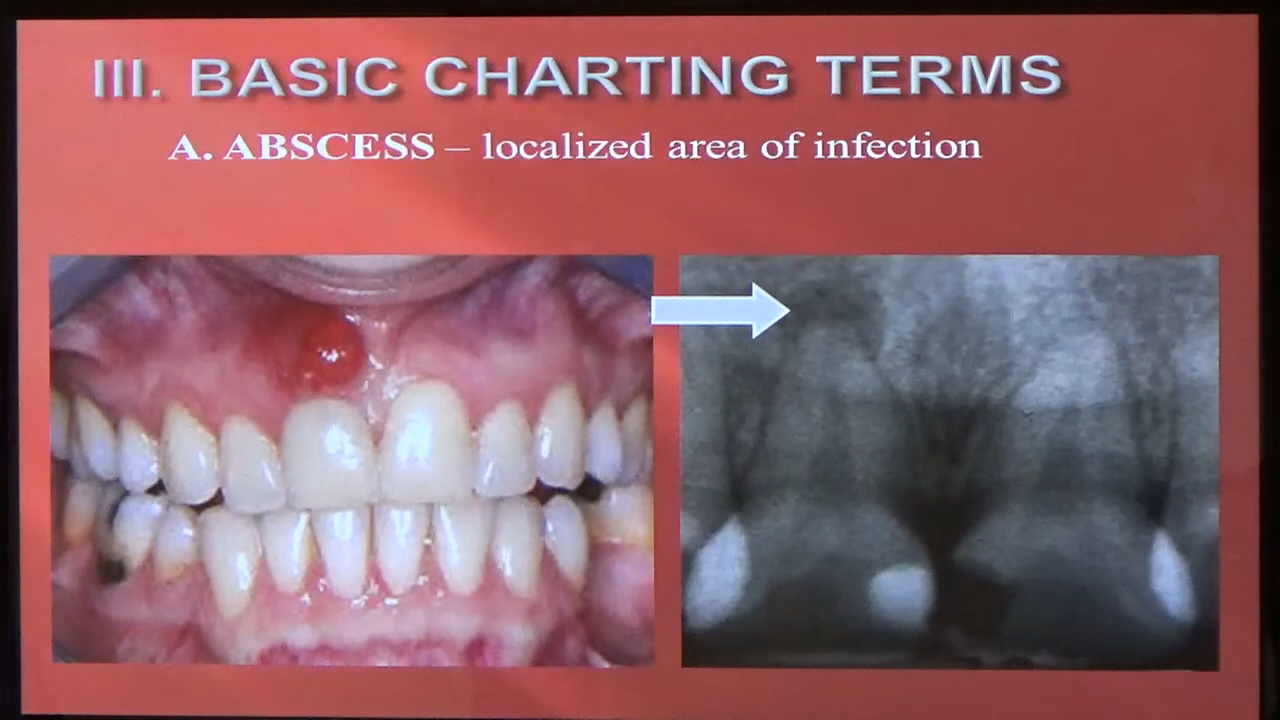 III. BASIC CHARTING TERMS
A. ABSCESS – localized area of infection